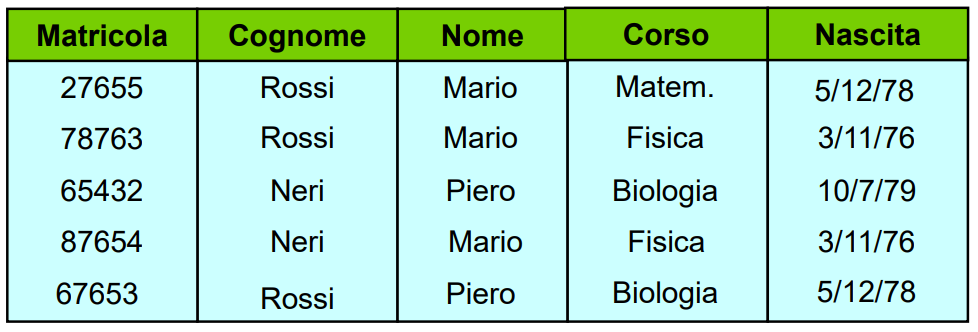 Matricola Cognome Nome Corso Nascita
27655 Rossi Mario Matem. 5/12/78
78763 Rossi Mario Fisica 3/11/76
65432 Neri Piero Biologia 10/7/79
87654 Neri Mario Fisica 3/11/76
67653 Rossi Piero Biologia 5/12/78